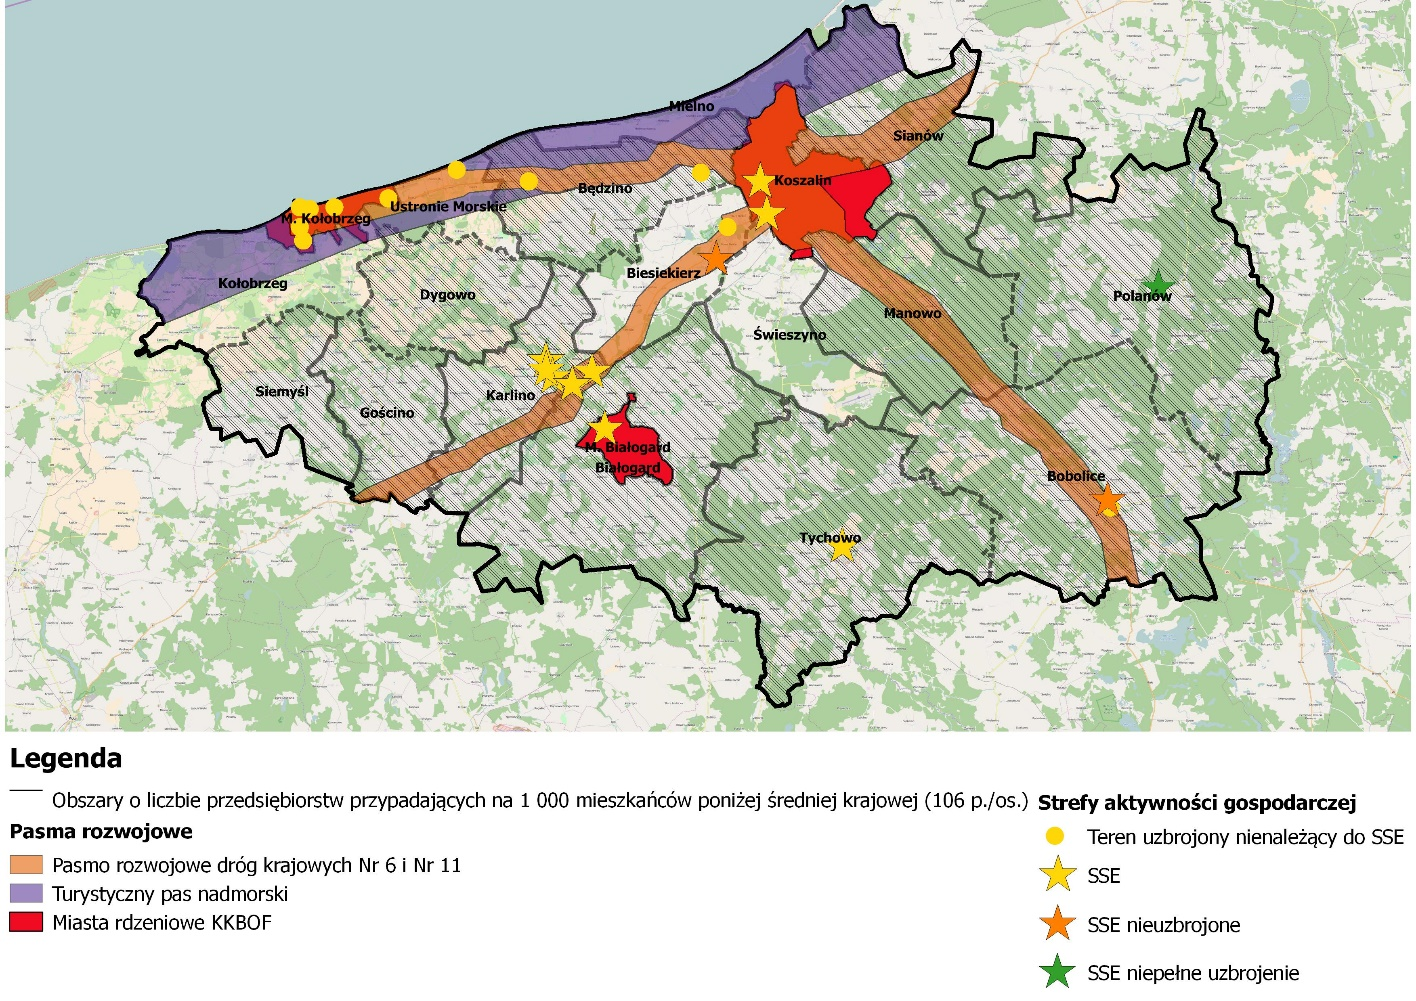 Mielno
Sianów
Koszalin
Będzino
Ustronie Morskie
M. Kołobrzeg
Kołobrzeg
Biesiekierz
Dygowo
Polanów
Manowo
Świeszyno
Siemyśl
Karlino
Gościno
M. Białogard
Białogard
Bobolice
Tychowo
Legenda
Obszary o liczbie przedsiębiorstw przypadających na 1 000 mieszkańców poniżej średniej krajowej (106 p./os.)
Pasma rozwojowe
Pasmo rozwojowe dróg krajowych Nr 6 i Nr 11
Turystyczny pas nadmorski
Miasta rdzeniowe KKBOF
Strefy aktywności gospodarczej
Teren uzbrojony nienależący do SSE
SSE
SSE nieuzbrojone
SSE niepełne uzbrojenie